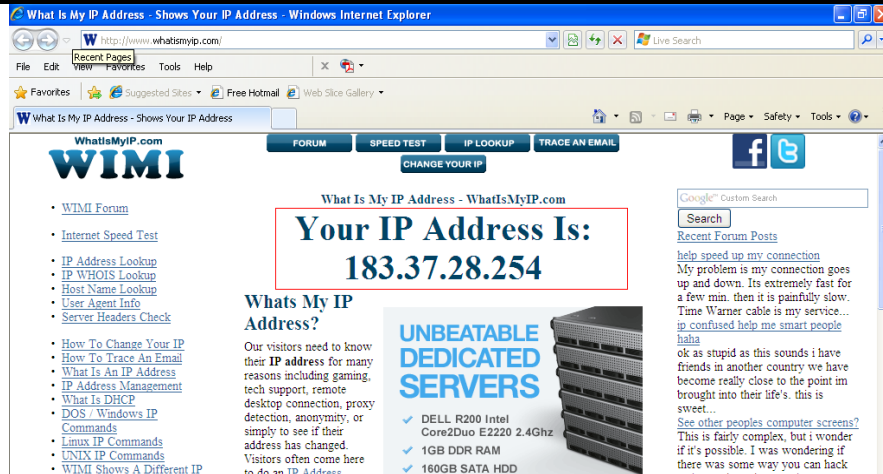 What Is My IP Address - Shows Your IP Address - Windows Internet Explorer
http://www.whatismyip.com/
Live Search
Recent Pages
File Edit View Favorites Tools Help
Favorites Suggested Sites Free Hotmail Web Slice Gallery
What Is My IP Address - Shows Your IP Address
Page Safety Tools
WhatIsMyIP.com
WIMI
FORUM SPEED TEST IP LOOKUP TRACE AN EMAIL
CHANGE YOUR IP
WIMI Forum
Internet Speed Test
IP Address Lookup
IP WHOIS Lookup
Host Name Lookup
User Agent Info
Server Headers Check
How To Change Your IP
How To Trace An Email
What Is An IP Address
IP Address Management
What Is DHCP
DOS / Windows IP
Commands
Linux IP Commands
UNIX IP Commands
WIMI Shows A Different IP
What Is My IP Address - WhatIsMyIP.com
Your IP Address Is:
183.37.28.254
Whats My IP
Address?
Our visitors need to know
their IP address for many
reasons including gaming,
tech support, remote
desktop connection, proxy
detection, anonymity, or
simply to see if their
address has changed.
Visitors often come here
to do an IP Address
UNBEATABLE
DEDICATED
SERVERS
DELL R200 Intel
Core2Duo E2220 2.4Ghz
1GB DDR RAM
160GB SATA HDD
f t
Google™ Custom Search
Search
Recent Forum Posts
help speed up my connection
My problem is my connection goes
up and down. Its extremely fast for
a few min. then it is painfully slow.
Time Warner cable is my service...
ip confused help me smart people
haha
ok as stupid as this sounds i have
friends in another country we have
become really close to the point im
brought into their life's. this is
sweet...
See other peoples computer screens?
This is fairly complex, but i wonder
if it's possible. I was wondering if
there was some way you can hack